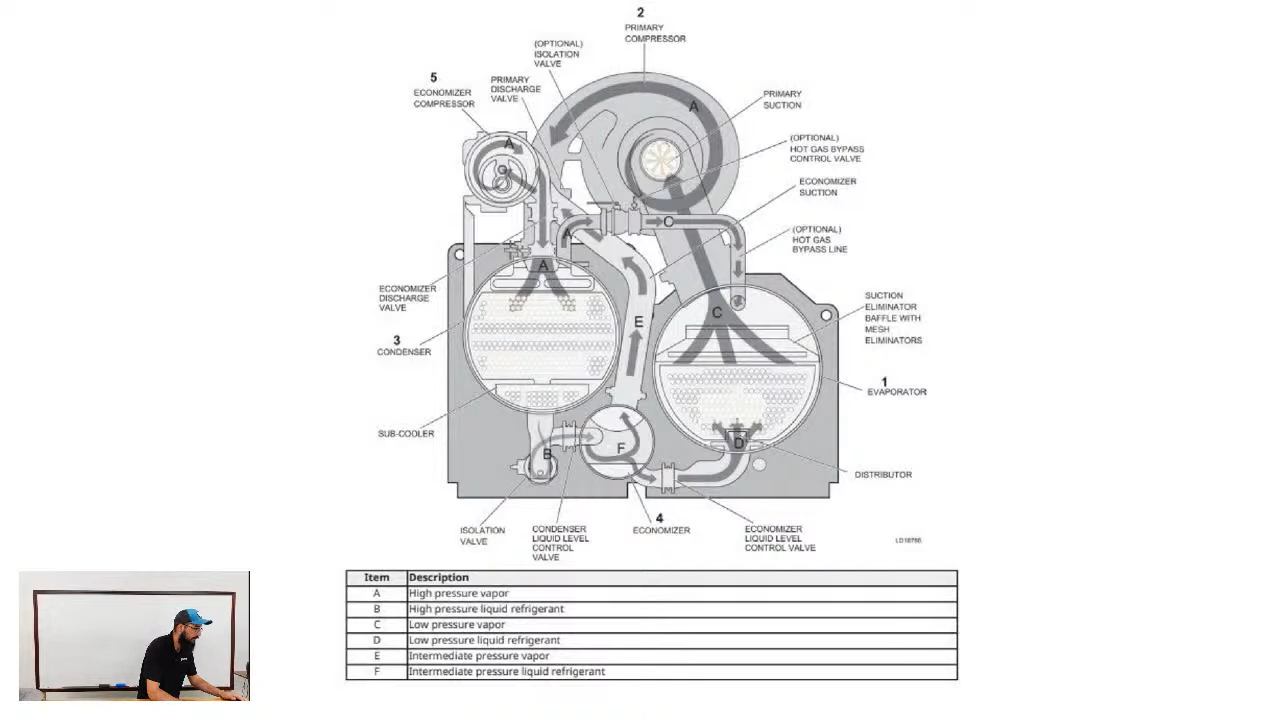 2
PRIMARY
COMPRESSOR
(OPTIONAL)
ISOLATION
VALVE
5
ECONOMIZER
COMPRESSOR
PRIMARY
DISCHARGE
VALVE
PRIMARY
SUCTION
(OPTIONAL)
HOT GAS BYPASS
CONTROL VALVE
ECONOMIZER
SUCTION
(OPTIONAL)
HOT GAS
BYPASS LINE
A
A
A
C
A
C
E
ECONOMIZER
DISCHARGE
VALVE
3
CONDENSER
SUCTION
ELIMINATOR
BAFFLE WITH
MESH
ELIMINATORS
1
EVAPORATOR
SUB-COOLER
B
F
D
DISTRIBUTOR
ISOLATION
VALVE
CONDENSER
LIQUID LEVEL
CONTROL
VALVE
4
ECONOMIZER
ECONOMIZER
LIQUID LEVEL
CONTROL VALVE
Item Description
A High pressure vapor
B High pressure liquid refrigerant
C Low pressure vapor
D Low pressure liquid refrigerant
E Intermediate pressure vapor
F Intermediate pressure liquid refrigerant